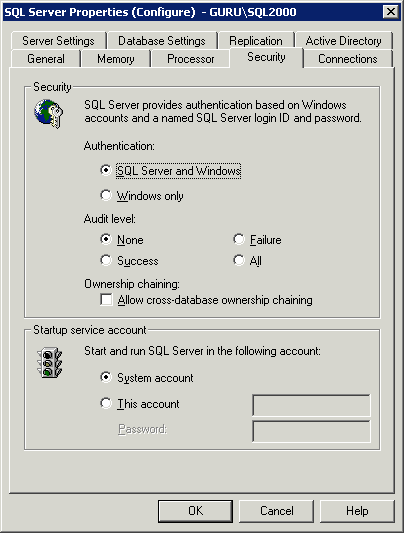 SQL Server Properties (Configure) - GURU\SQL2000
Server Settings Database Settings Replication Active Directory
General Memory Processor Security Connections
Security
SQL Server provides authentication based on Windows
accounts and a named SQL Server login ID and password.
Authentication:
SQL Server and Windows
Windows only
Audit level:
None Failure
Success All
Ownership chaining:
Allow cross-database ownership chaining
Startup service account
Start and run SQL Server in the following account:
System account
This account
Password:
OK Cancel Help